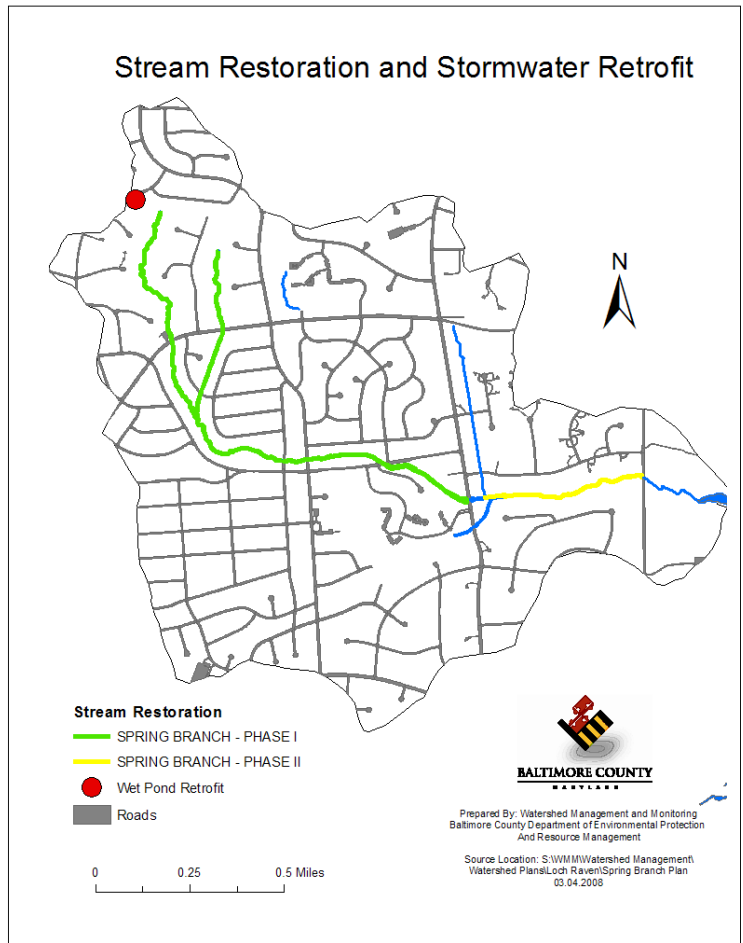 Stream Restoration and Stormwater Retrofit
N
Stream Restoration
SPRING BRANCH - PHASE I
SPRING BRANCH - PHASE II
Wet Pond Retrofit
Roads
0 0.25 0.5 Miles
BALTIMORE COUNTY
MARYLAND
Prepared By: Watershed Management and Monitoring
Baltimore County Department of Environmental Protection
And Resource Management
Source Location: S:\WMM\Watershed Management\
Watershed Plans\Loch Raven\Spring Branch Plan
03.04.2008